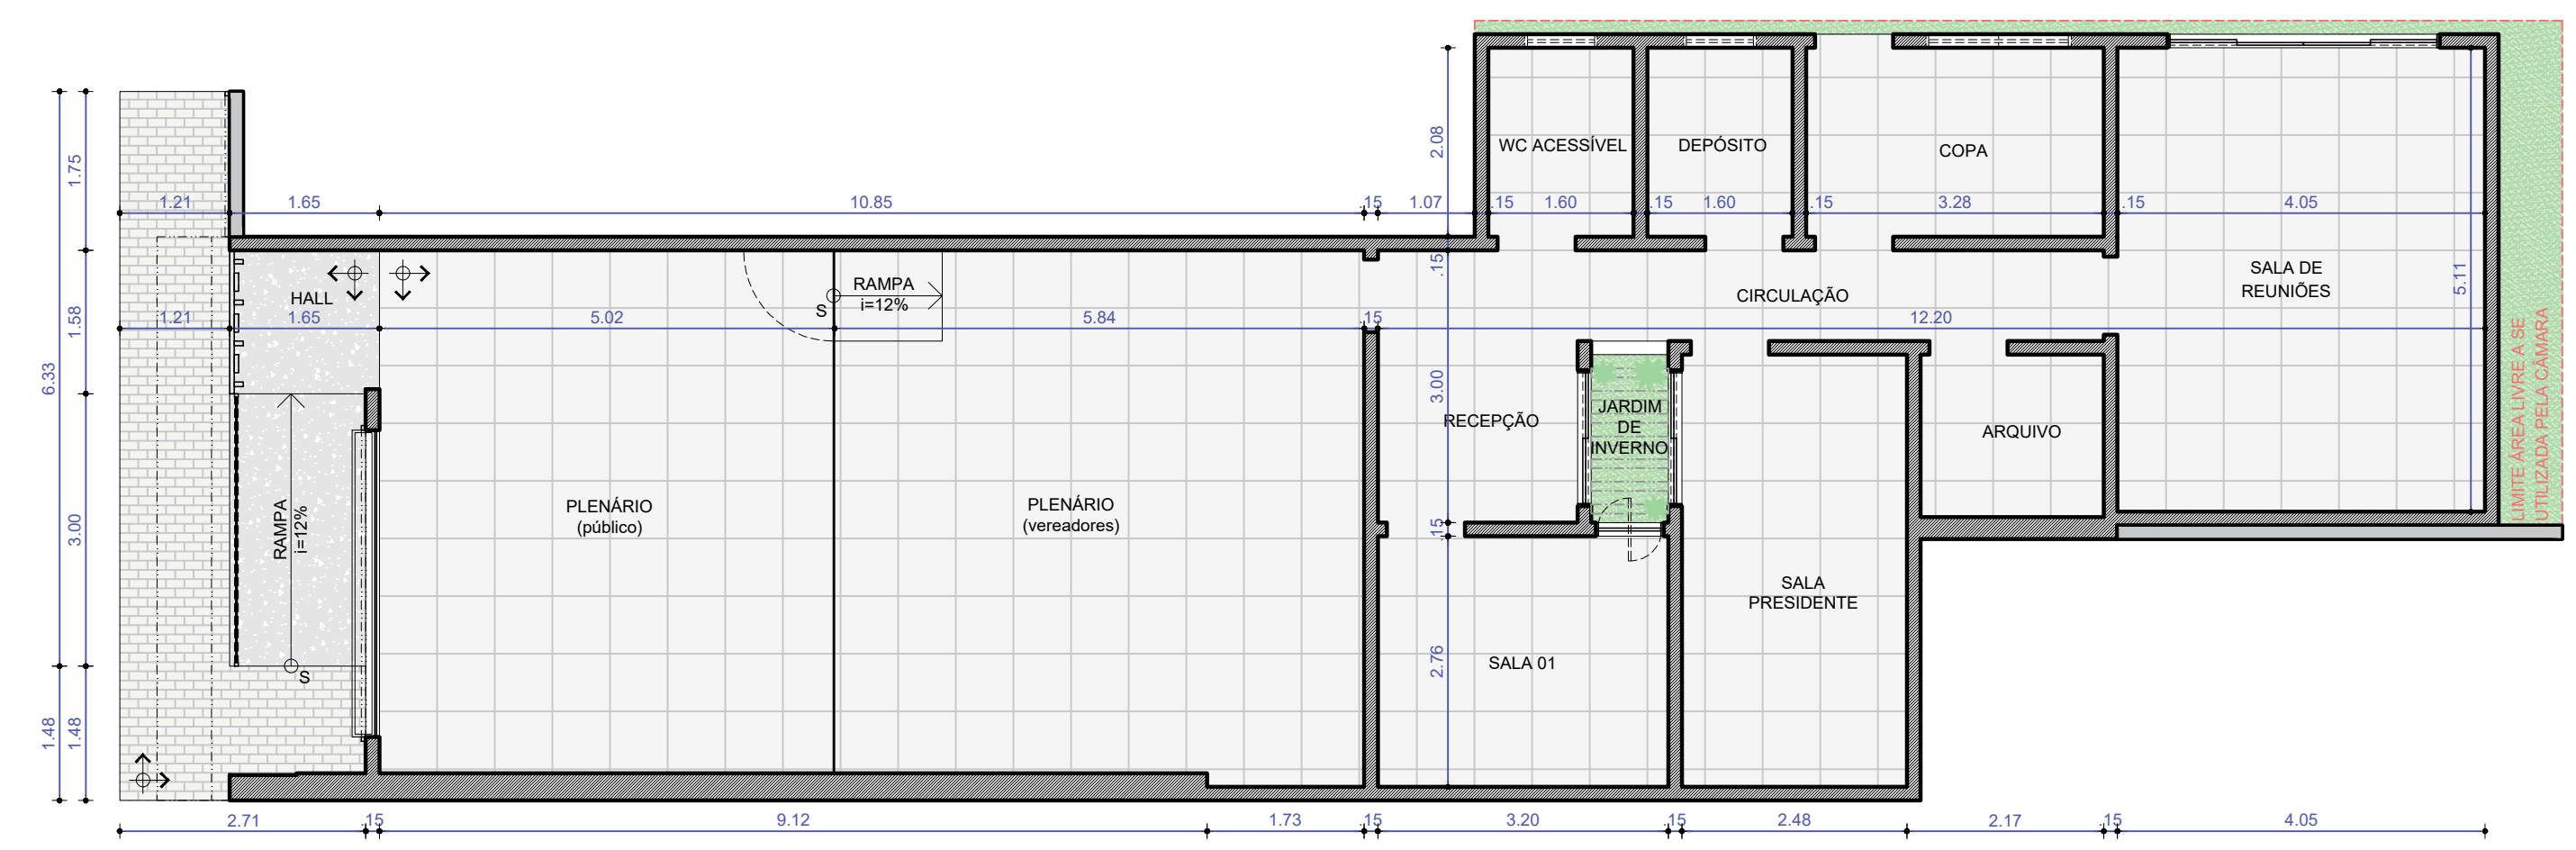 2.08
WC ACESSÍVEL
DEPÓSITO
COPA
1.75
1.21
1.65
10.85
.15
1.07
.15
1.60
.15
1.60
.15
3.28
.15
4.05
.15
HALL
RAMPA
i=12%
S
CIRCULAÇÃO
SALA DE
REUNIÕES
5.11
1.58
1.21
1.65
5.02
5.84
.15
12.20
6.33
3.00
RECEPÇÃO
JARDIM
DE
INVERNO
ARQUIVO
LIMITE ÁREA LIVRE A SE
UTILIZADA PELA CÂMARA
3.00
RAMPA
i=12%
PLENÁRIO
(público)
PLENÁRIO
(vereadores)
.15
SALA
PRESIDENTE
2.76
SALA 01
S
1.48
1.48
2.71
.15
9.12
1.73
.15
3.20
.15
2.48
2.17
.15
4.05